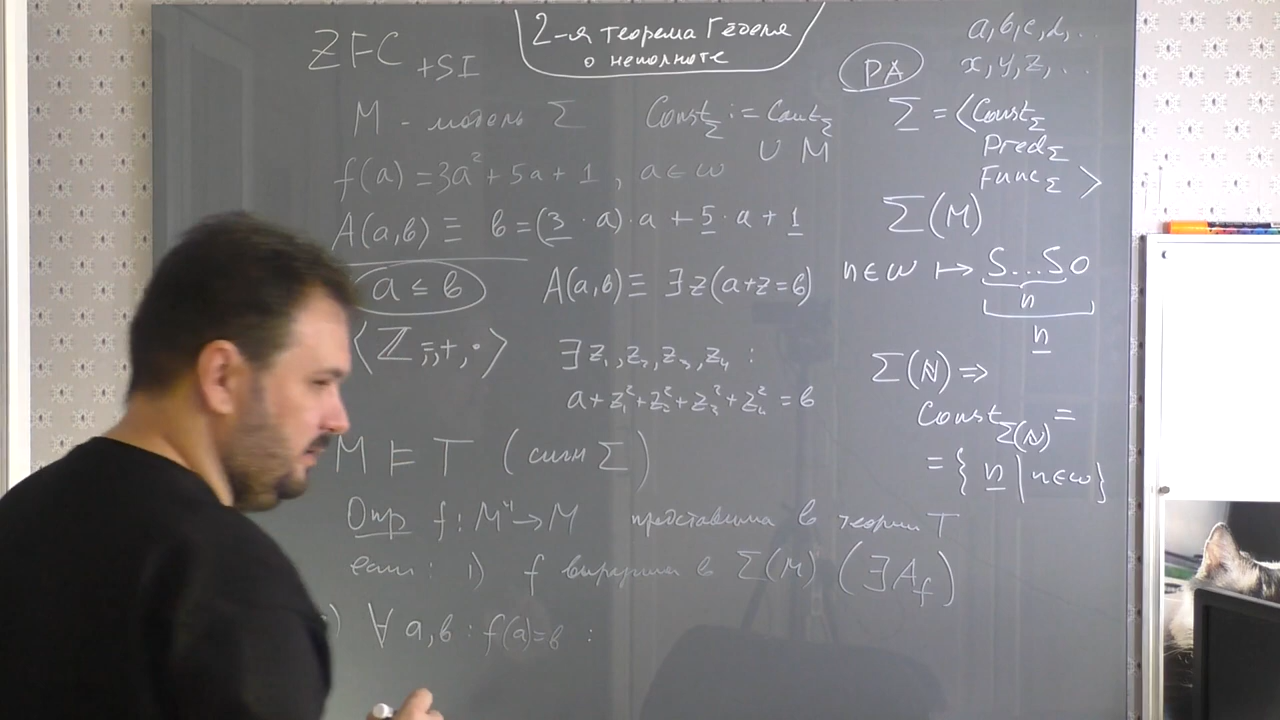 2-я теорема Гёделя
о неполноте
ZFC +SI
M - модель Σ Const_Σ := Const_Σ
∪ M
f(a) = 3a² + 5a + 1, a ∈ ω
A(a,b) ≡ b = (3 · a) · a + 5 · a + 1
a ≤ b A(a,b) ≡ ∃z(a+z=b)
⟨ℤ, =, +, ·⟩ ∃z₁, z₂, z₃, z₄ :
a + z₁² + z₂² + z₃² + z₄² = b
M ⊨ T (сигн Σ)
Опр f : Mⁿ → M представима в теории T
если: 1) f выразима в Σ(M) (∃A_f)
) ∀ a,b : f(a)=b :
a, b, c, d, ...
x, y, z, ...
PA
Σ = ⟨Const_Σ
Pred_Σ
Func_Σ⟩
Σ(M)
n∈ω ↦ S...S0
n
n
Σ(N) ⇒
Const_Σ(N) =
= { n | n∈ω }